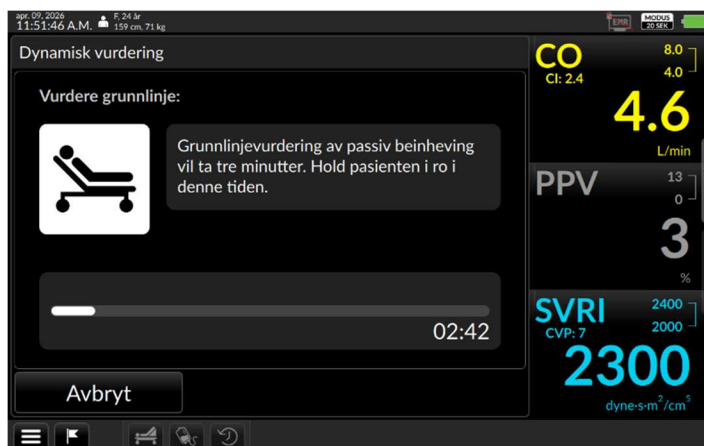 apr. 09, 2026
11:51:46 A.M.
F, 24 år
159 cm, 71 kg
EMR
MODUS
20 SEK
Dynamisk vurdering
Vurdere grunnlinje:
Grunnlinjevurdering av passiv beinheving
vil ta tre minutter. Hold pasienten i ro i
denne tiden.
02:42
Avbryt
CO
CI: 2.4
8.0
4.0
4.6
L/min
PPV
13
0
3
%
SVRI
CVP: 7
2400
2000
2300
dyne·s·m²/cm⁵